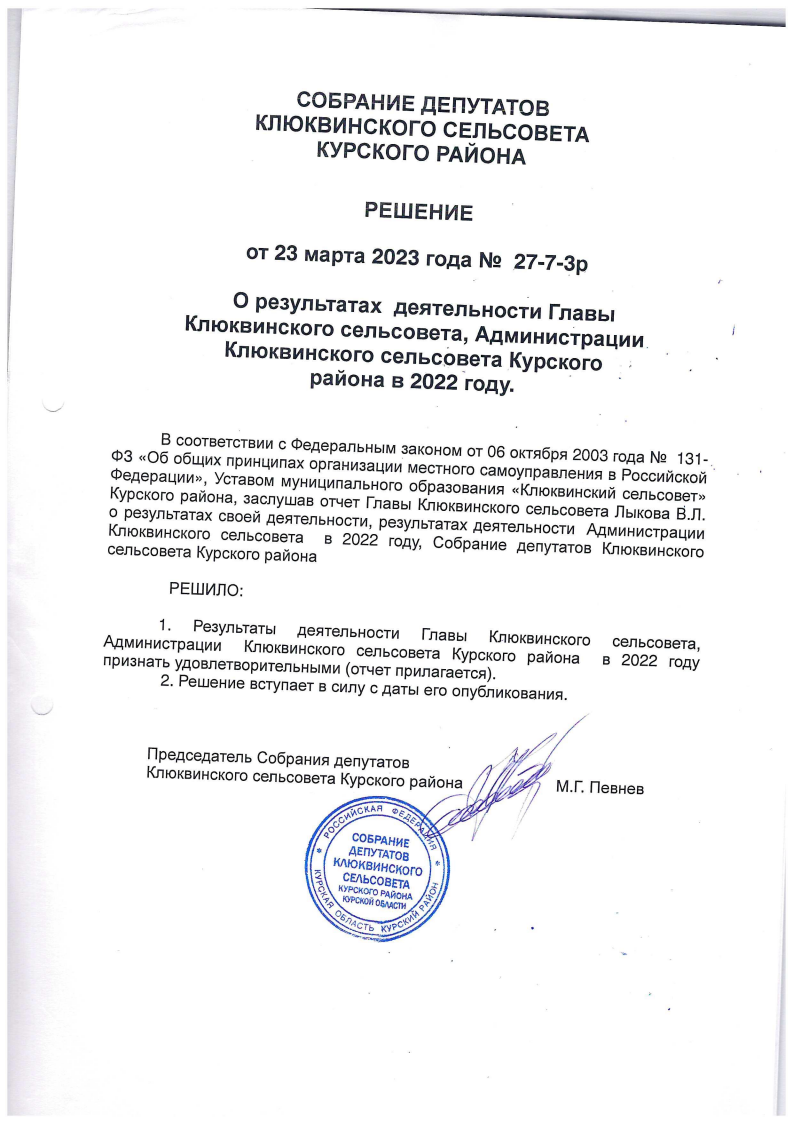 СОБРАНИЕ ДЕПУТАТОВ
КЛЮКВИНСКОГО СЕЛЬСОВЕТА
КУРСКОГО РАЙОНА
РЕШЕНИЕ
от 23 марта 2023 года № 27-7-3р
О результатах деятельности Главы
Клюквинского сельсовета, Администрации
Клюквинского сельсовета Курского
района в 2022 году.
В соответствии с Федеральным законом от 06 октября 2003 года № 131-
ФЗ «Об общих принципах организации местного самоуправления в Российской
Федерации», Уставом муниципального образования «Клюквинский сельсовет»
Курского района, заслушав отчет Главы Клюквинского сельсовета Лыкова В.Л.
о результатах своей деятельности, результатах деятельности Администрации
Клюквинского сельсовета в 2022 году, Собрание депутатов Клюквинского
сельсовета Курского района
РЕШИЛО:
1. Результаты деятельности Главы Клюквинского сельсовета,
Администрации Клюквинского сельсовета Курского района в 2022 году
признать удовлетворительными (отчет прилагается).
2. Решение вступает в силу с даты его опубликования.
Председатель Собрания депутатов
Клюквинского сельсовета Курского района М.Г. Певнев
РОССИЙСКАЯ ФЕДЕРАЦИЯ
СОБРАНИЕ
ДЕПУТАТОВ
КЛЮКВИНСКОГО
СЕЛЬСОВЕТА
КУРСКОГО РАЙОНА
КУРСКОЙ ОБЛАСТИ
КУРСКАЯ ОБЛАСТЬ КУРСКИЙ РАЙОН